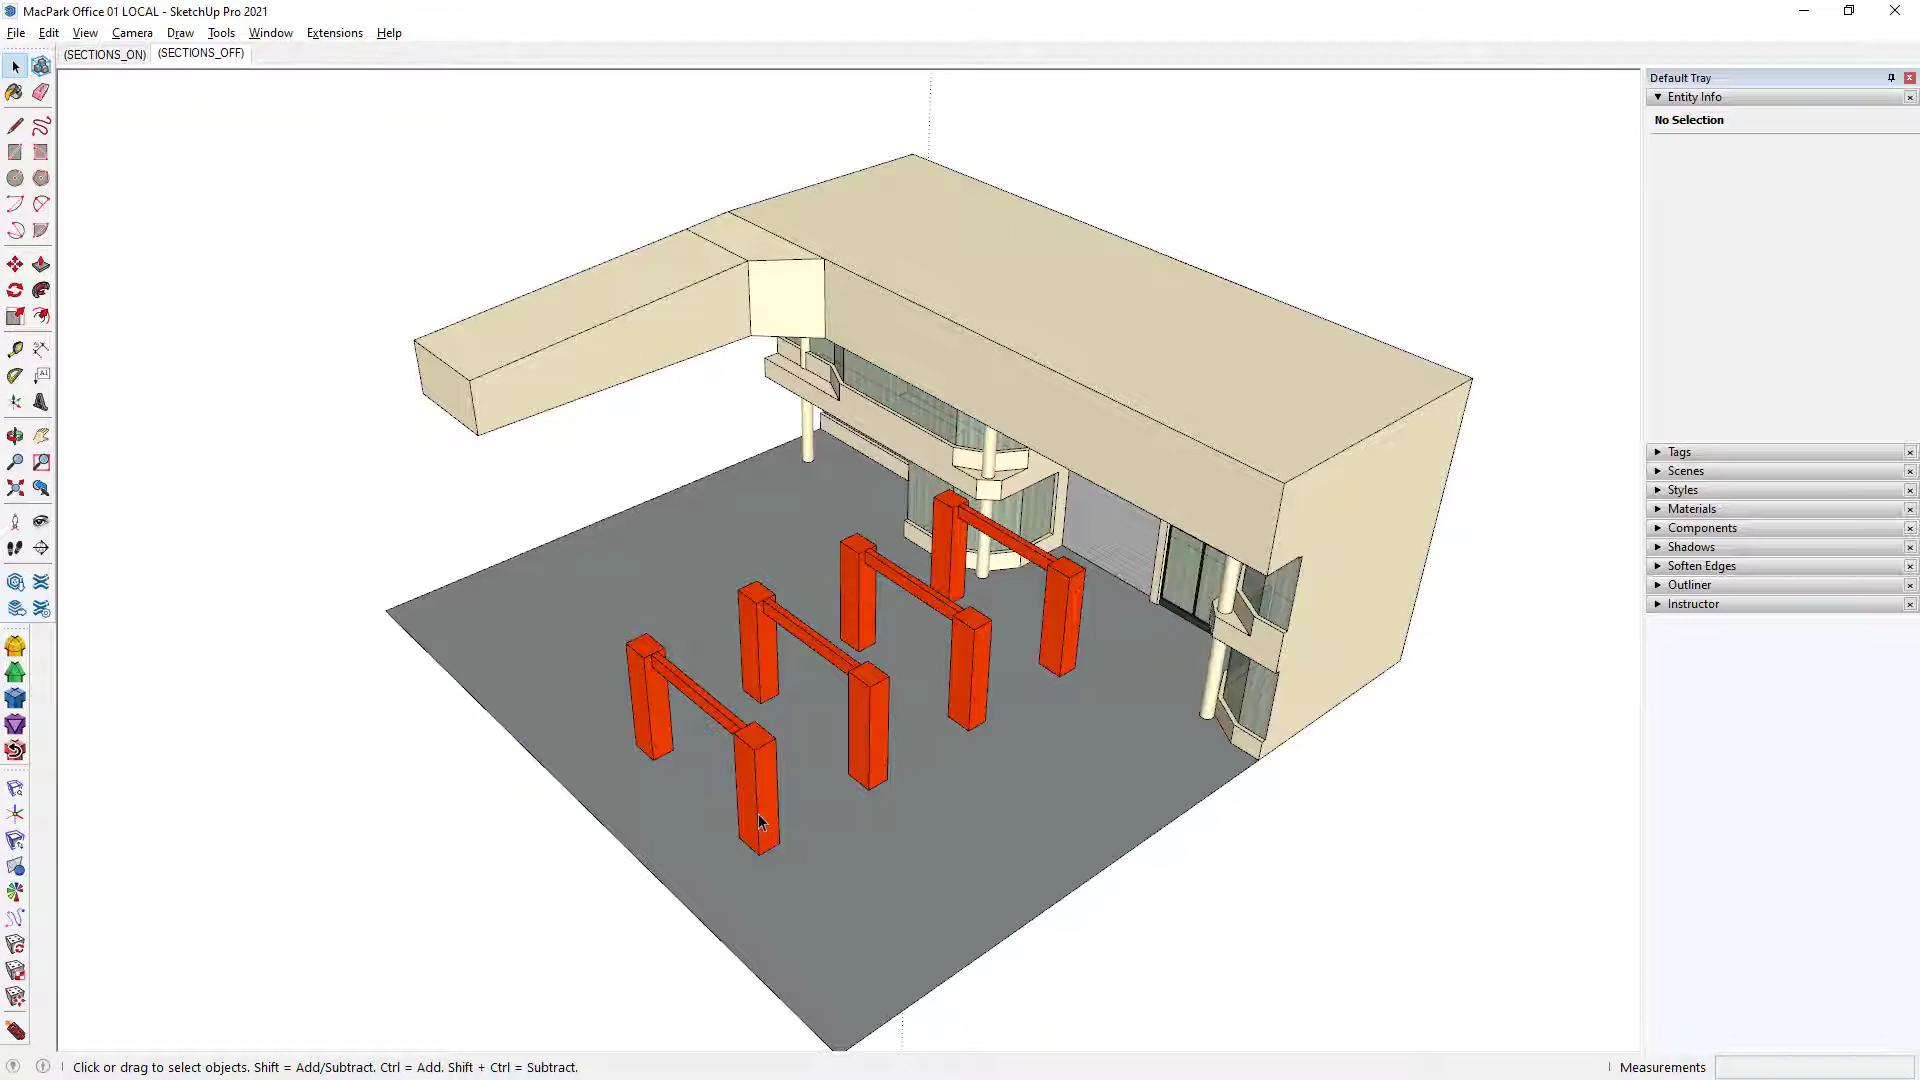 MacPark Office 01 LOCAL - SketchUp Pro 2021
File Edit View Camera Draw Tools Window Extensions Help
(SECTIONS_ON) (SECTIONS_OFF)
Default Tray
Entity Info
No Selection
Tags
Scenes
Styles
Materials
Components
Shadows
Soften Edges
Outliner
Instructor
Click or drag to select objects. Shift = Add/Subtract. Ctrl = Add. Shift + Ctrl = Subtract.
Measurements